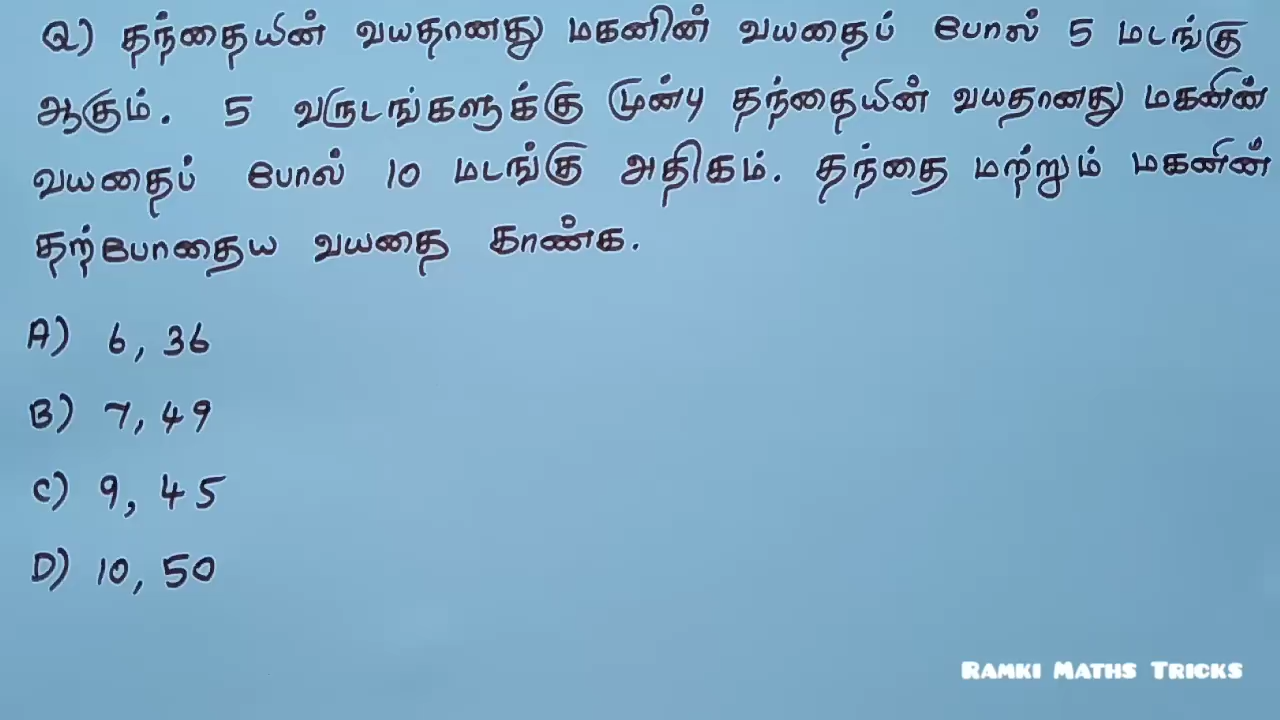 Q) தந்தையின் வயதானது மகனின் வயதைப் போல் 5 மடங்கு
ஆகும். 5 வருடங்களுக்கு முன்பு தந்தையின் வயதானது மகனின்
வயதைப் போல் 10 மடங்கு அதிகம். தந்தை மற்றும் மகனின்
தற்போதைய வயதை காண்க.
A) 6, 36
B) 7, 49
C) 9, 45
D) 10, 50
RAMKI MATHS TRICKS